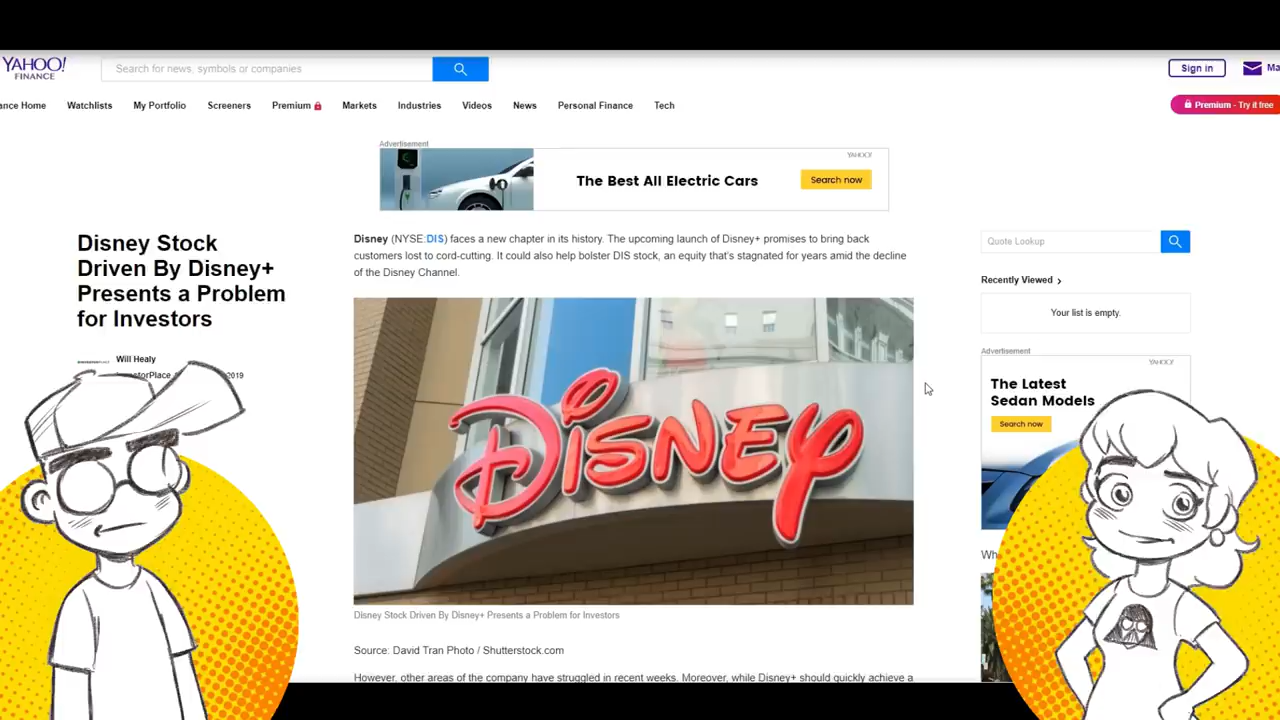 YAHOO!
FINANCE
Search for news, symbols or companies
Sign in
Ma
ance Home Watchlists My Portfolio Screeners Premium Markets Industries Videos News Personal Finance Tech
Premium - Try it free
Advertisement
YAHOO!
The Best All Electric Cars
Search now
Disney Stock
Driven By Disney+
Presents a Problem
for Investors
Will Healy
2019
Disney (NYSE:DIS) faces a new chapter in its history. The upcoming launch of Disney+ promises to bring back
customers lost to cord-cutting. It could also help bolster DIS stock, an equity that's stagnated for years amid the decline
of the Disney Channel.
DISNEY
Disney Stock Driven By Disney+ Presents a Problem for Investors
Source: David Tran Photo / Shutterstock.com
However, other areas of the company have struggled in recent weeks. Moreover, while Disney+ should quickly achieve a
Quote Lookup
Recently Viewed
Your list is empty.
Advertisement
YAHOO!
The Latest
Sedan Models
Search now
Wh